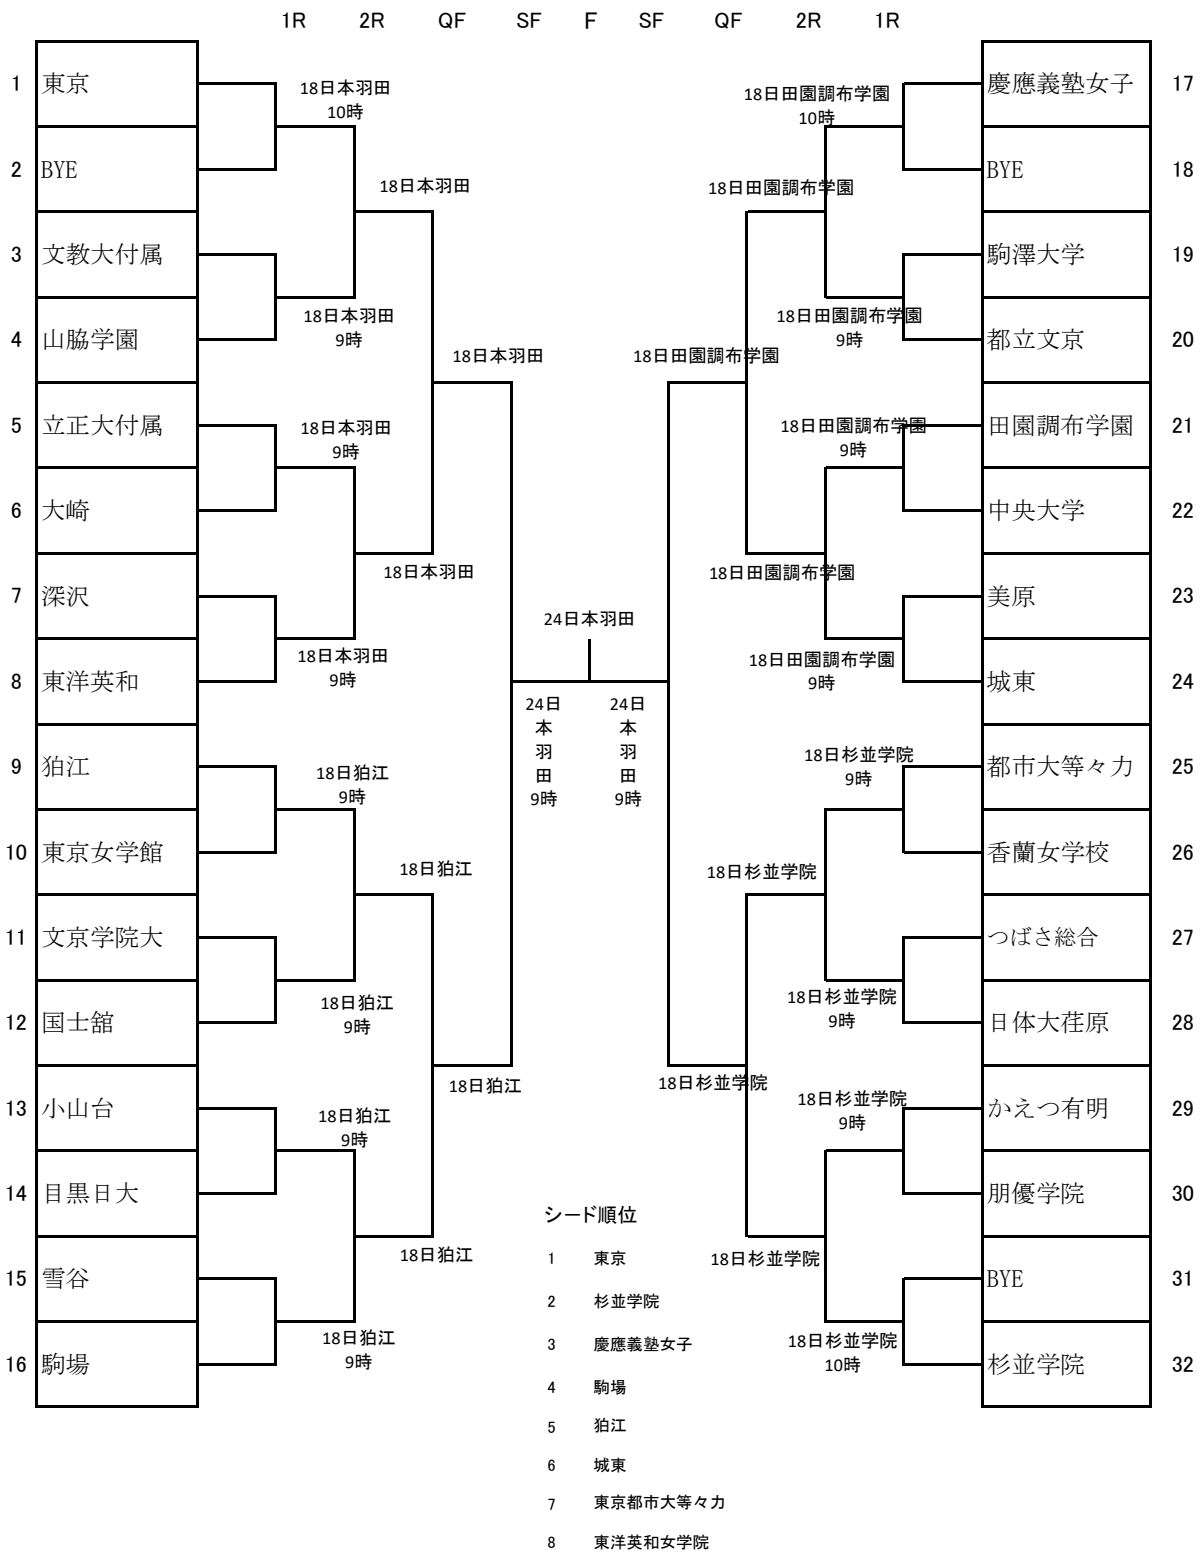 1R 2R QF SF F SF QF 2R 1R
1 東京
18日本羽田
10時
2 BYE
18日本羽田
3 文教大付属
18日本羽田
9時
4 山脇学園
18日本羽田
5 立正大付属
18日本羽田
9時
6 大崎
18日本羽田
7 深沢
18日本羽田
9時
8 東洋英和
9 狛江
18日狛江
9時
10 東京女学館
18日狛江
11 文京学院大
18日狛江
9時
12 国士舘
18日狛江
13 小山台
18日狛江
9時
14 目黒日大
18日狛江
15 雪谷
18日狛江
9時
16 駒場
24日本羽田
24日
本
羽
田
9時
24日
本
羽
田
9時
慶應義塾女子 17
18日田園調布学園
10時
BYE 18
18日田園調布学園
駒澤大学 19
18日田園調布学園
9時
都立文京 20
18日田園調布学園
田園調布学園 21
18日田園調布学園
9時
中央大学 22
18日田園調布学園
美原 23
18日田園調布学園
9時
城東 24
都市大等々力 25
18日杉並学院
9時
香蘭女学校 26
18日杉並学院
つばさ総合 27
18日杉並学院
9時
日体大荏原 28
18日杉並学院
かえつ有明 29
18日杉並学院
9時
朋優学院 30
18日杉並学院
BYE 31
18日杉並学院
10時
杉並学院 32
シード順位
1 東京
2 杉並学院
3 慶應義塾女子
4 駒場
5 狛江
6 城東
7 東京都市大等々力
8 東洋英和女学院